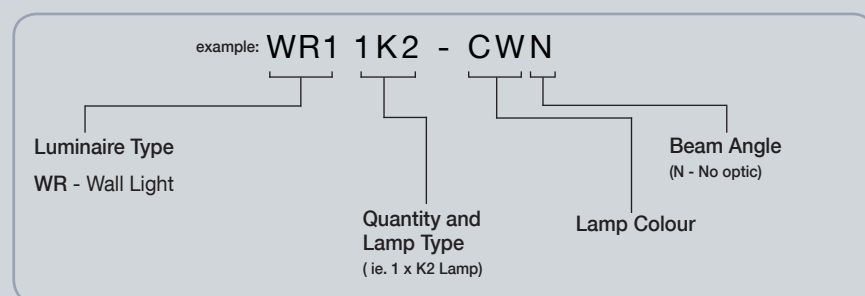 example: WR1 1K2 - CWN
Luminaire Type
WR - Wall Light
Beam Angle
(N - No optic)
Quantity and
Lamp Type
( ie. 1 x K2 Lamp)
Lamp Colour